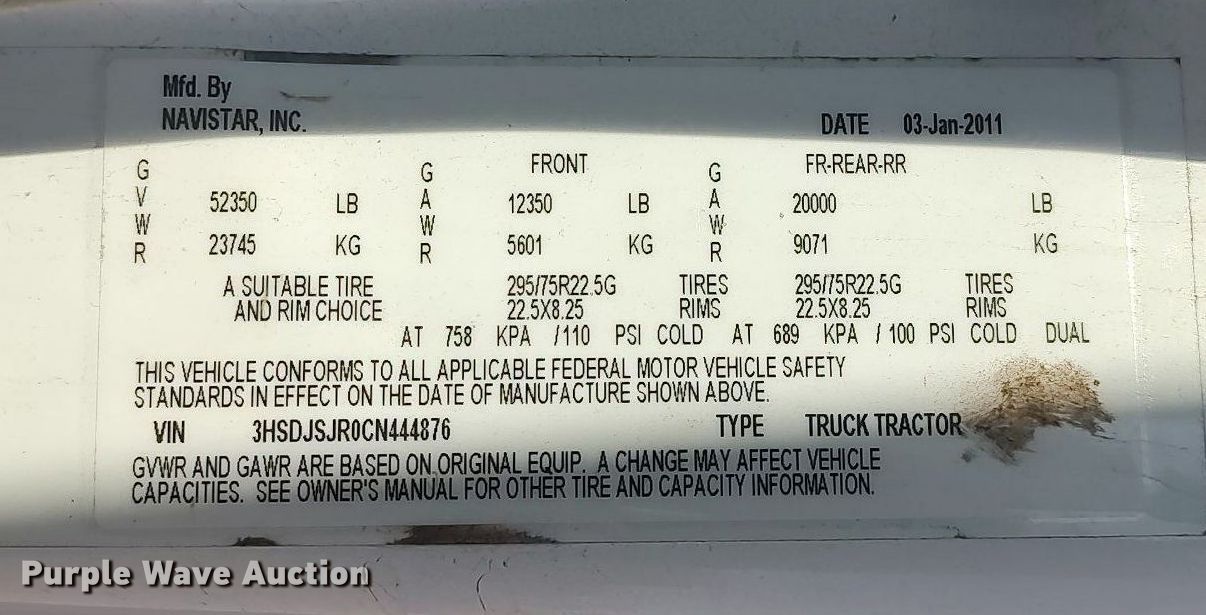 Mfd. By
NAVISTAR, INC.
DATE 03-Jan-2011
GVWR GAWR FRONT GAWR FR-REAR-RR
52350 LB 12350 LB 20000 LB
23745 KG 5601 KG 9071 KG
A SUITABLE TIRE 295/75R22.5G TIRES 295/75R22.5G TIRES
AND RIM CHOICE 22.5X8.25 RIMS 22.5X8.25 RIMS
AT 758 KPA /110 PSI COLD AT 689 KPA / 100 PSI COLD DUAL
THIS VEHICLE CONFORMS TO ALL APPLICABLE FEDERAL MOTOR VEHICLE SAFETY
STANDARDS IN EFFECT ON THE DATE OF MANUFACTURE SHOWN ABOVE.
VIN 3HSDJSJR0CN444876 TYPE TRUCK TRACTOR
GVWR AND GAWR ARE BASED ON ORIGINAL EQUIP. A CHANGE MAY AFFECT VEHICLE
CAPACITIES. SEE OWNER'S MANUAL FOR OTHER TIRE AND CAPACITY INFORMATION.
Purple Wave Auction